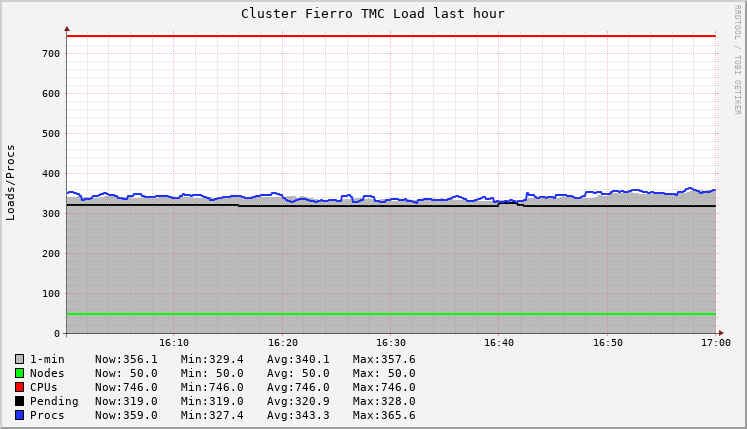 Cluster Fierro TMC Load last hour
RRDTOOL / TOBI OETIKER
Loads/Procs
700
600
500
400
300
200
100
0
16:10 16:20 16:30 16:40 16:50 17:00
1-min Now:356.1 Min:329.4 Avg:340.1 Max:357.6
Nodes Now: 50.0 Min: 50.0 Avg: 50.0 Max: 50.0
CPUs Now:746.0 Min:746.0 Avg:746.0 Max:746.0
Pending Now:319.0 Min:319.0 Avg:320.9 Max:328.0
Procs Now:359.0 Min:327.4 Avg:343.3 Max:365.6